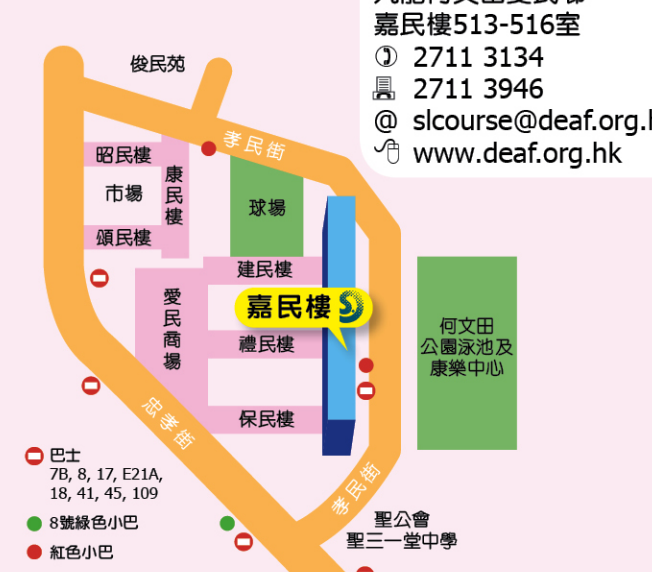 嘉民樓513-516室
2711 3134
2711 3946
@ slcourse@deaf.org.h
www.deaf.org.hk
俊民苑
孝民街
昭民樓
康民樓
市場
球場
頌民樓
建民樓
愛民商場
嘉民樓
禮民樓
何文田
公園泳池及
康樂中心
保民樓
忠孝街
孝民街
巴士
7B, 8, 17, E21A,
18, 41, 45, 109
8號綠色小巴
紅色小巴
聖公會
聖三一堂中學